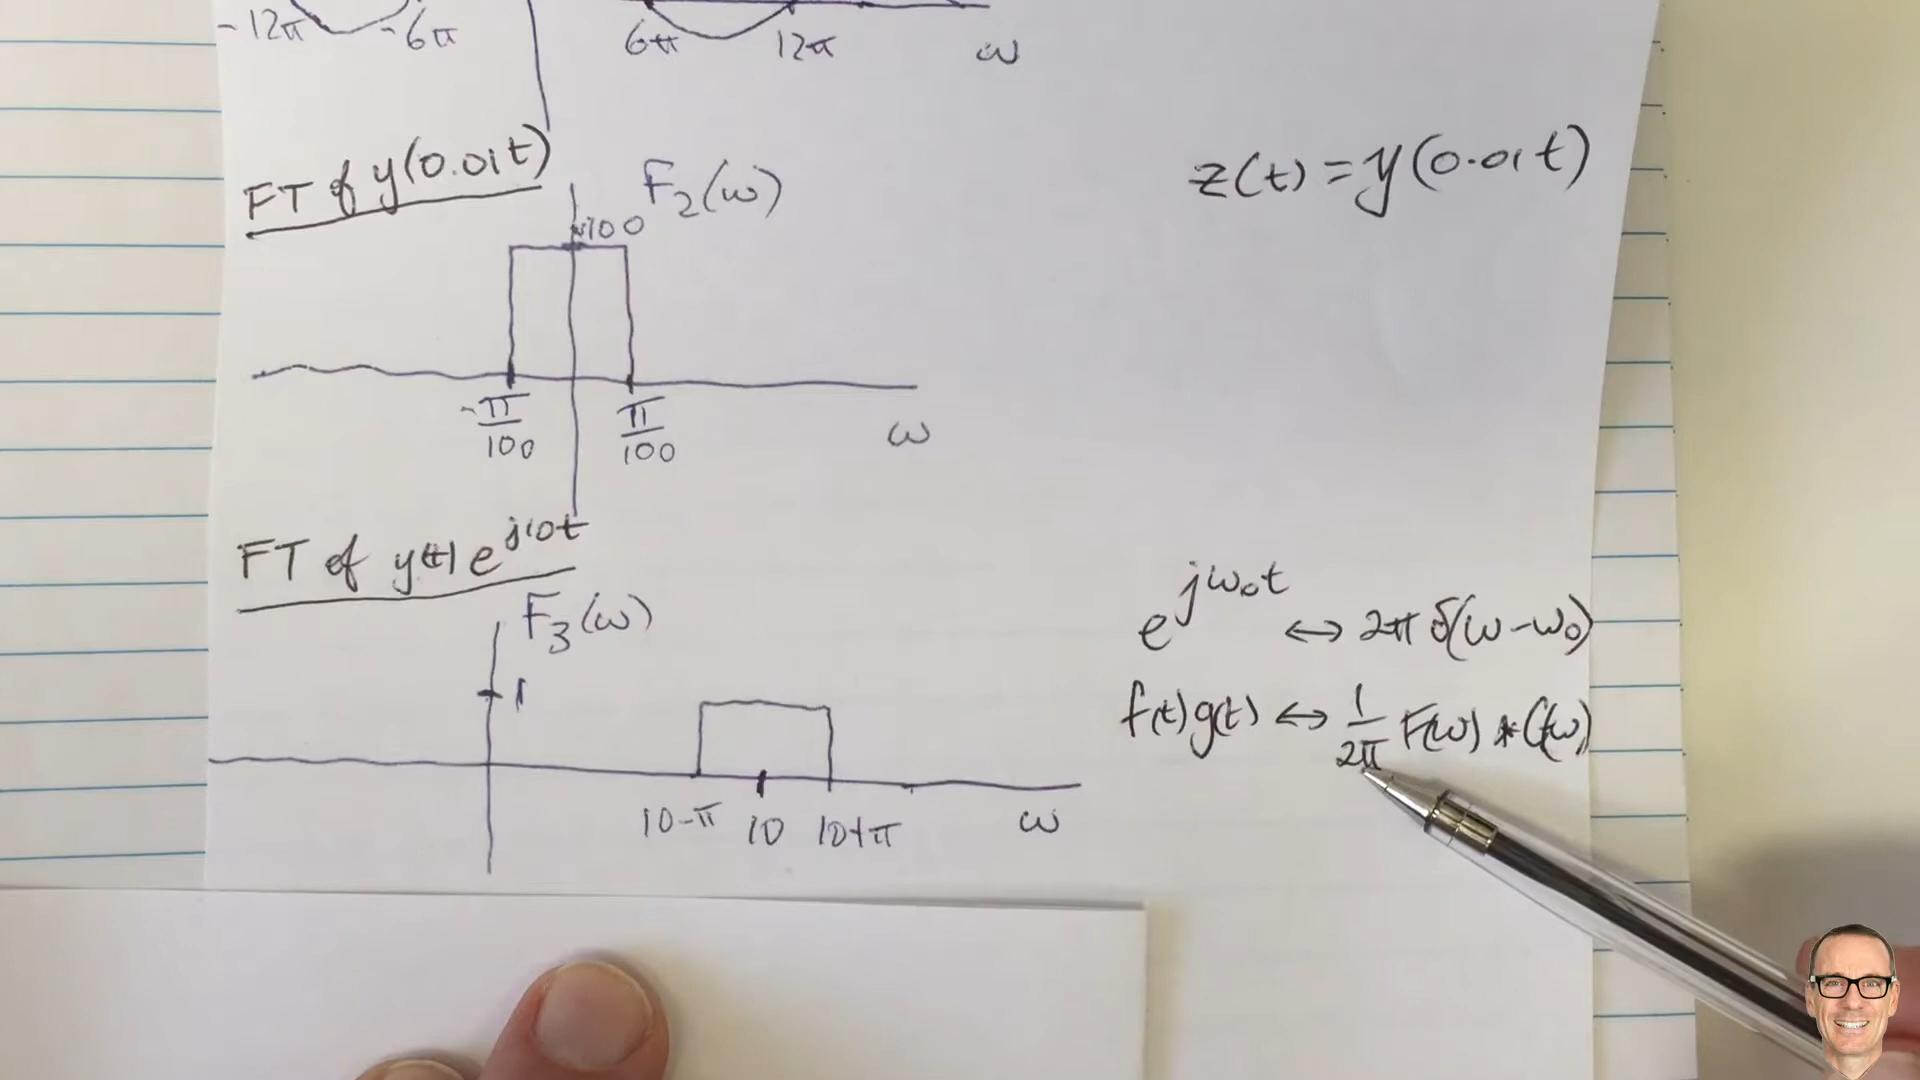 -12π -6π 6π 12π ω
FT of y(0.01t)
z(t) = y(0.01t)
F₂(ω)
100
-π/100 π/100 ω
FT of y(t) e^{j10t}
F₃(ω)
1
10-π 10 10+π ω
e^{jω₀t} ↔ 2π δ(ω-ω₀)
f(t)g(t) ↔ 1/2π F(ω) * G(ω)